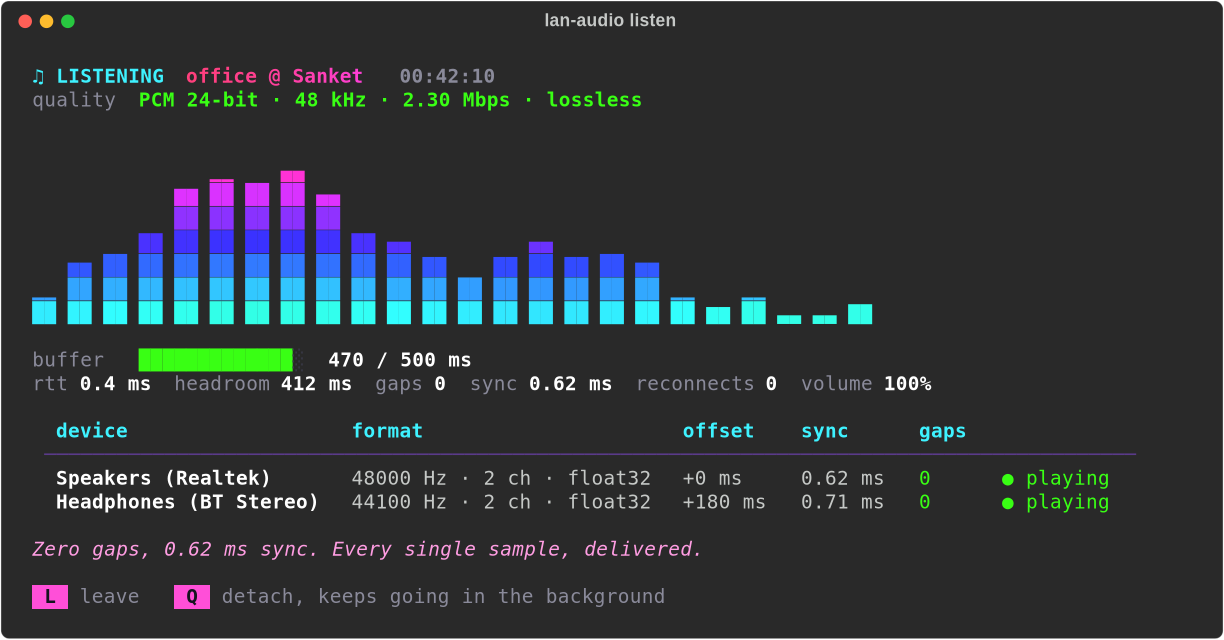 lan-audio listen
♫ LISTENING office @ Sanket 00:42:10
quality PCM 24-bit · 48 kHz · 2.30 Mbps · lossless
buffer 470 / 500 ms
rtt 0.4 ms headroom 412 ms gaps 0 sync 0.62 ms reconnects 0 volume 100%
device format offset sync gaps
Speakers (Realtek) 48000 Hz · 2 ch · float32 +0 ms 0.62 ms 0 ● playing
Headphones (BT Stereo) 44100 Hz · 2 ch · float32 +180 ms 0.71 ms 0 ● playing
Zero gaps, 0.62 ms sync. Every single sample, delivered.
L leave Q detach, keeps going in the background